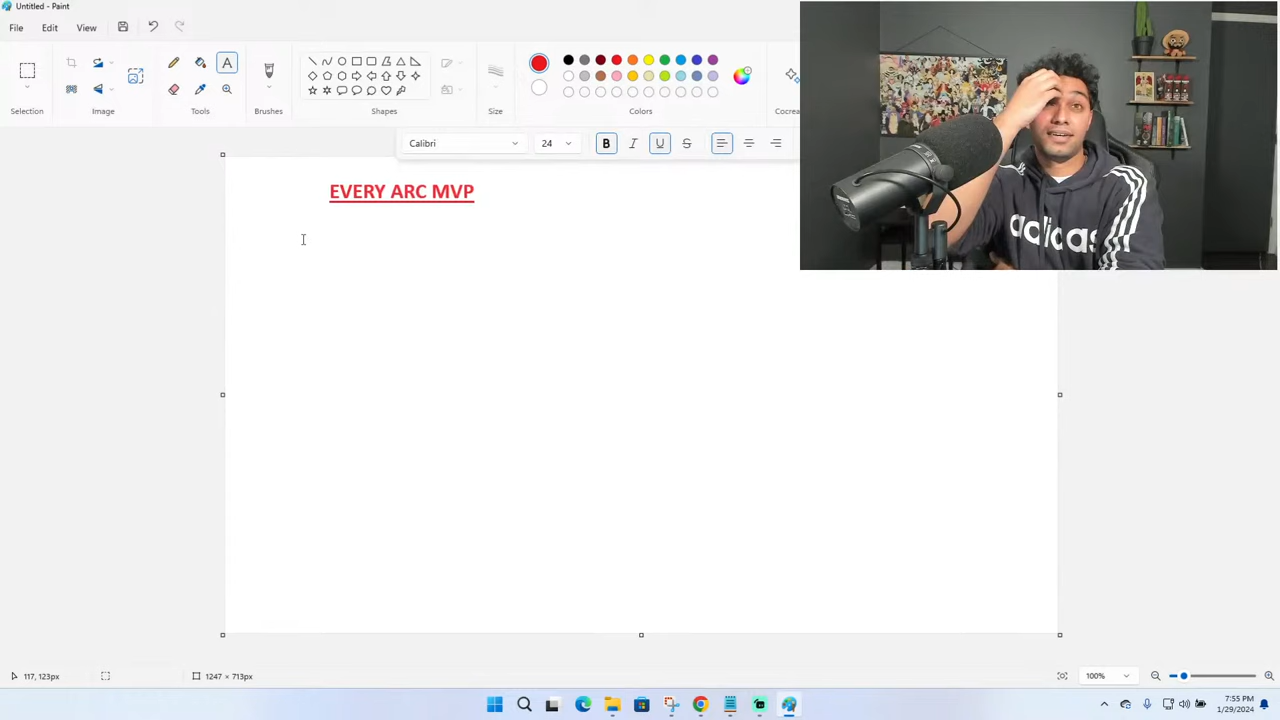 Untitled - Paint
File
Edit
View
Selection
Image
Tools
Brushes
Shapes
Size
Colors
Cocrea
Calibri
24
B
I
U
A
EVERY ARC MVP
adidas
117, 123px
1247 × 713px
100%
7:55 PM
1/29/2024